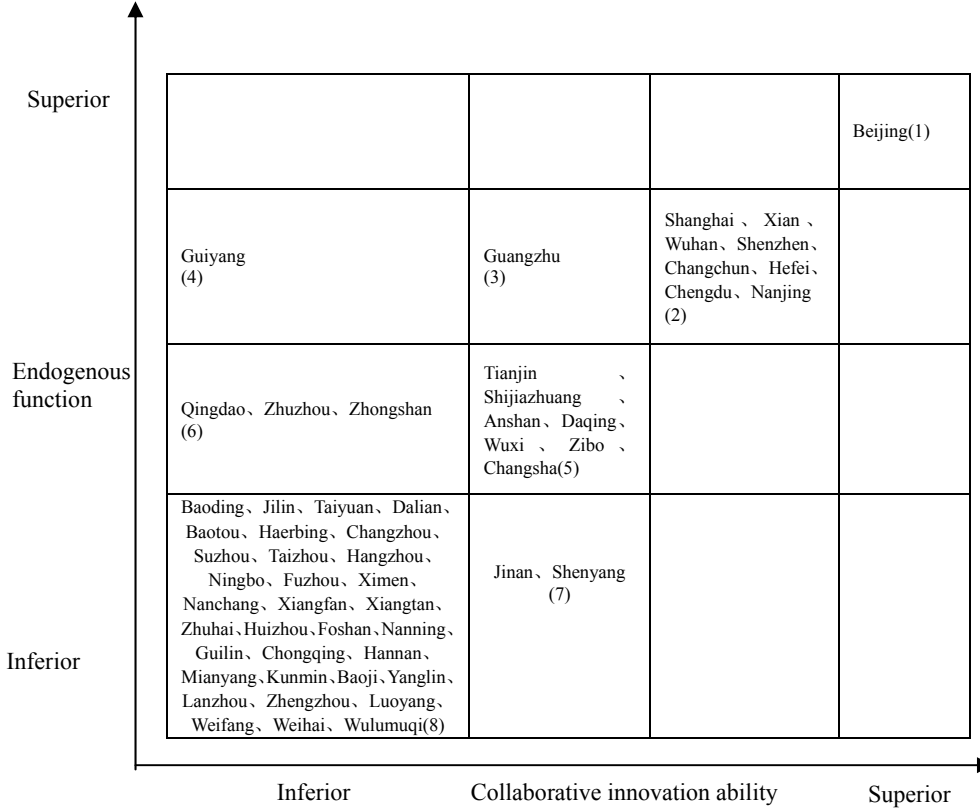 Superior
Beijing(1)
Guiyang
(4)
Guangzhu
(3)
Shanghai 、 Xian 、
Wuhan、Shenzhen、
Changchun、Hefei、
Chengdu、Nanjing
(2)
Endogenous
function
Qingdao、Zhuzhou、Zhongshan
(6)
Tianjin 、
Shijiazhuang 、
Anshan、Daqing、
Wuxi 、 Zibo 、
Changsha(5)
Inferior
Baoding、Jilin、Taiyuan、Dalian、
Baotou、Haerbing、Changzhou、
Suzhou、Taizhou、Hangzhou、
Ningbo、Fuzhou、Ximen、
Nanchang、Xiangfan、Xiangtan、
Zhuhai、Huizhou、Foshan、Nanning、
Guilin、Chongqing、Hannan、
Mianyang、Kunmin、Baoji、Yanglin、
Lanzhou、Zhengzhou、Luoyang、
Weifang、Weihai、Wulumuqi(8)
Jinan、Shenyang
(7)
Inferior
Collaborative innovation ability
Superior